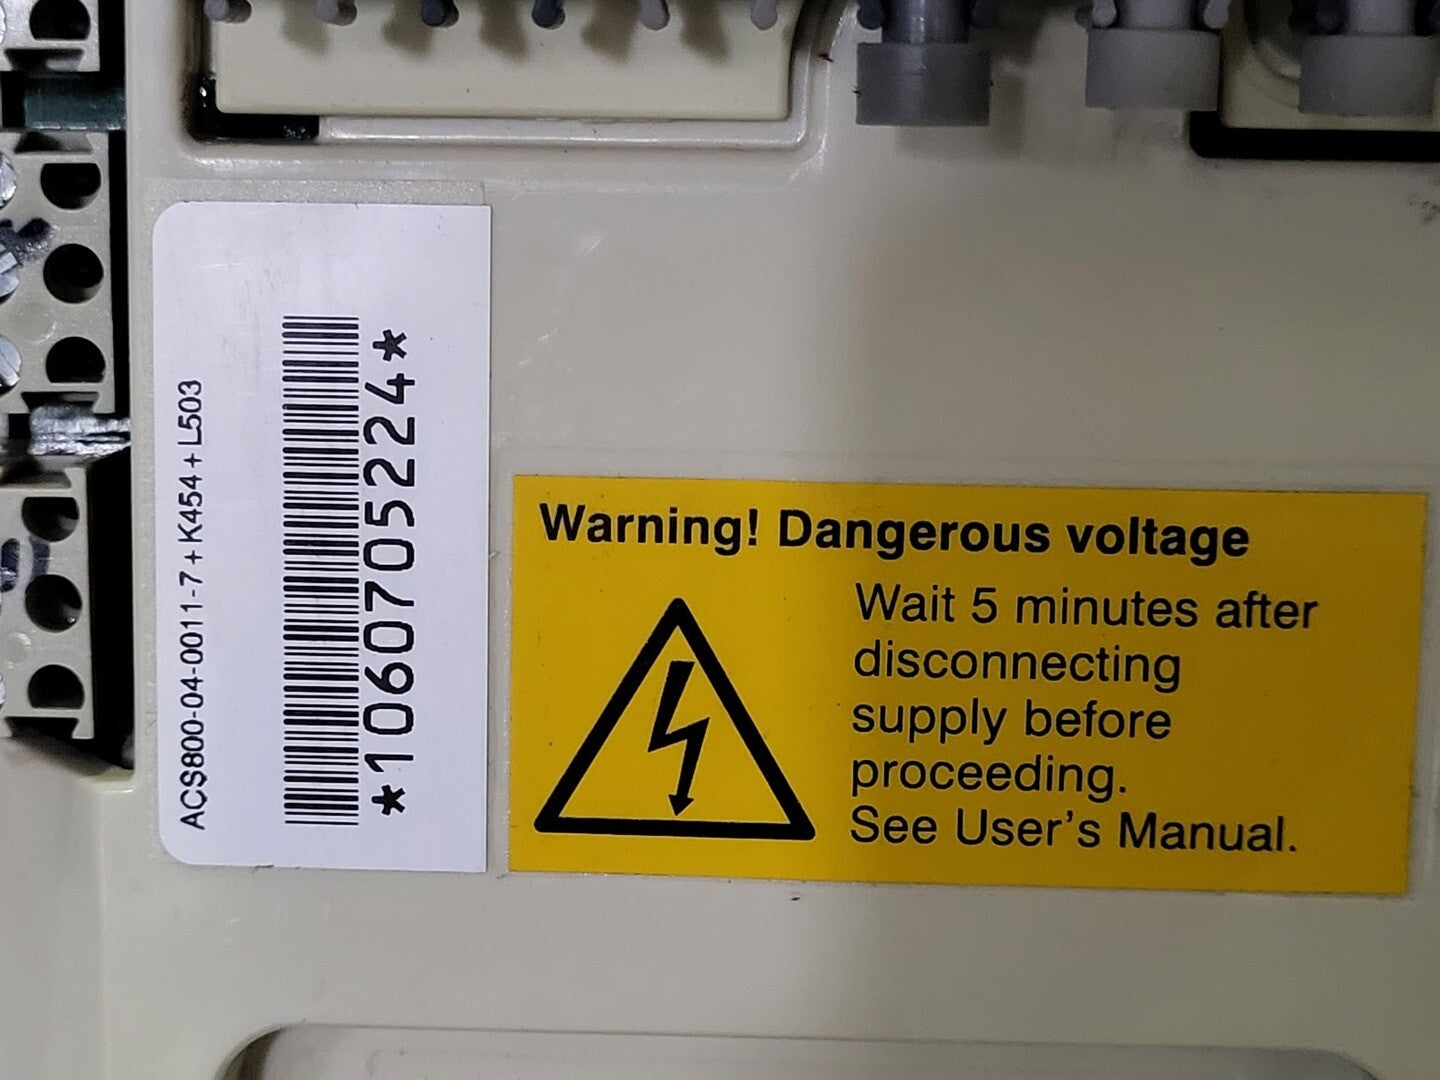 ACS800-04-0011-7+K454+L503
*1060705224*
Warning! Dangerous voltage
Wait 5 minutes after
disconnecting
supply before
proceeding.
See User's Manual.